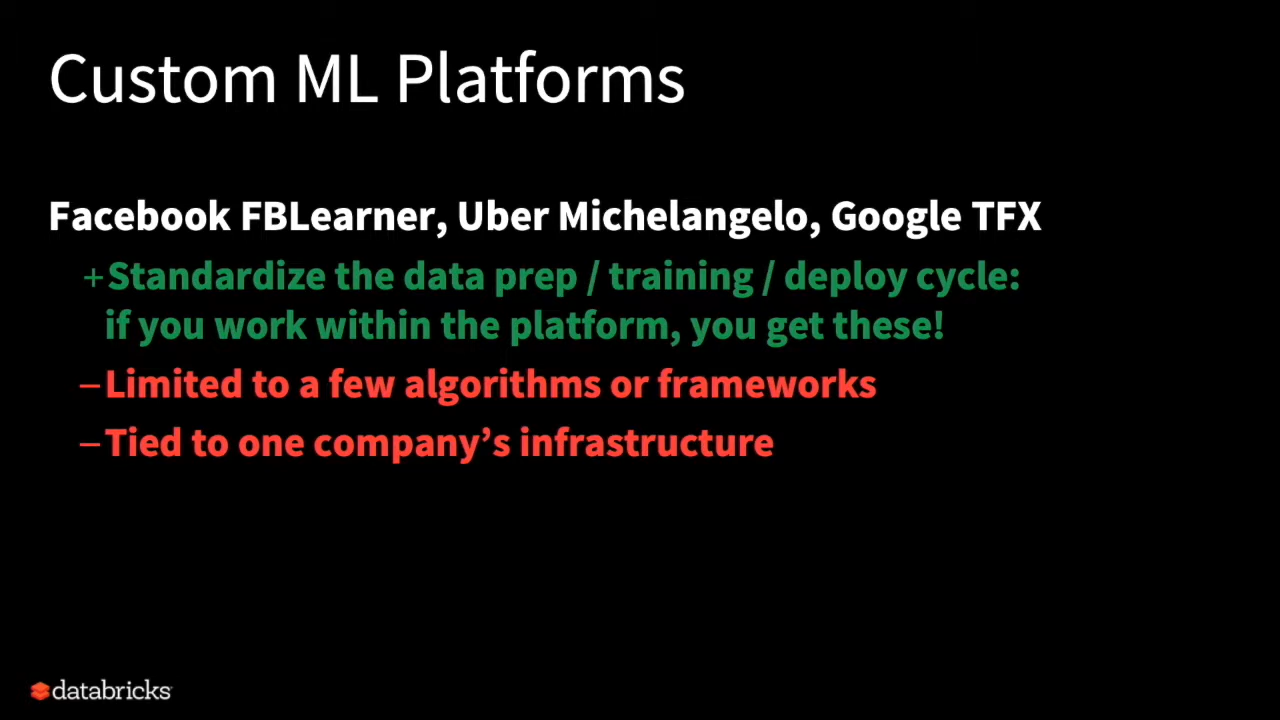 Custom ML Platforms
Facebook FBLearner, Uber Michelangelo, Google TFX
+Standardize the data prep / training / deploy cycle:
if you work within the platform, you get these!
–Limited to a few algorithms or frameworks
–Tied to one company’s infrastructure
databricks